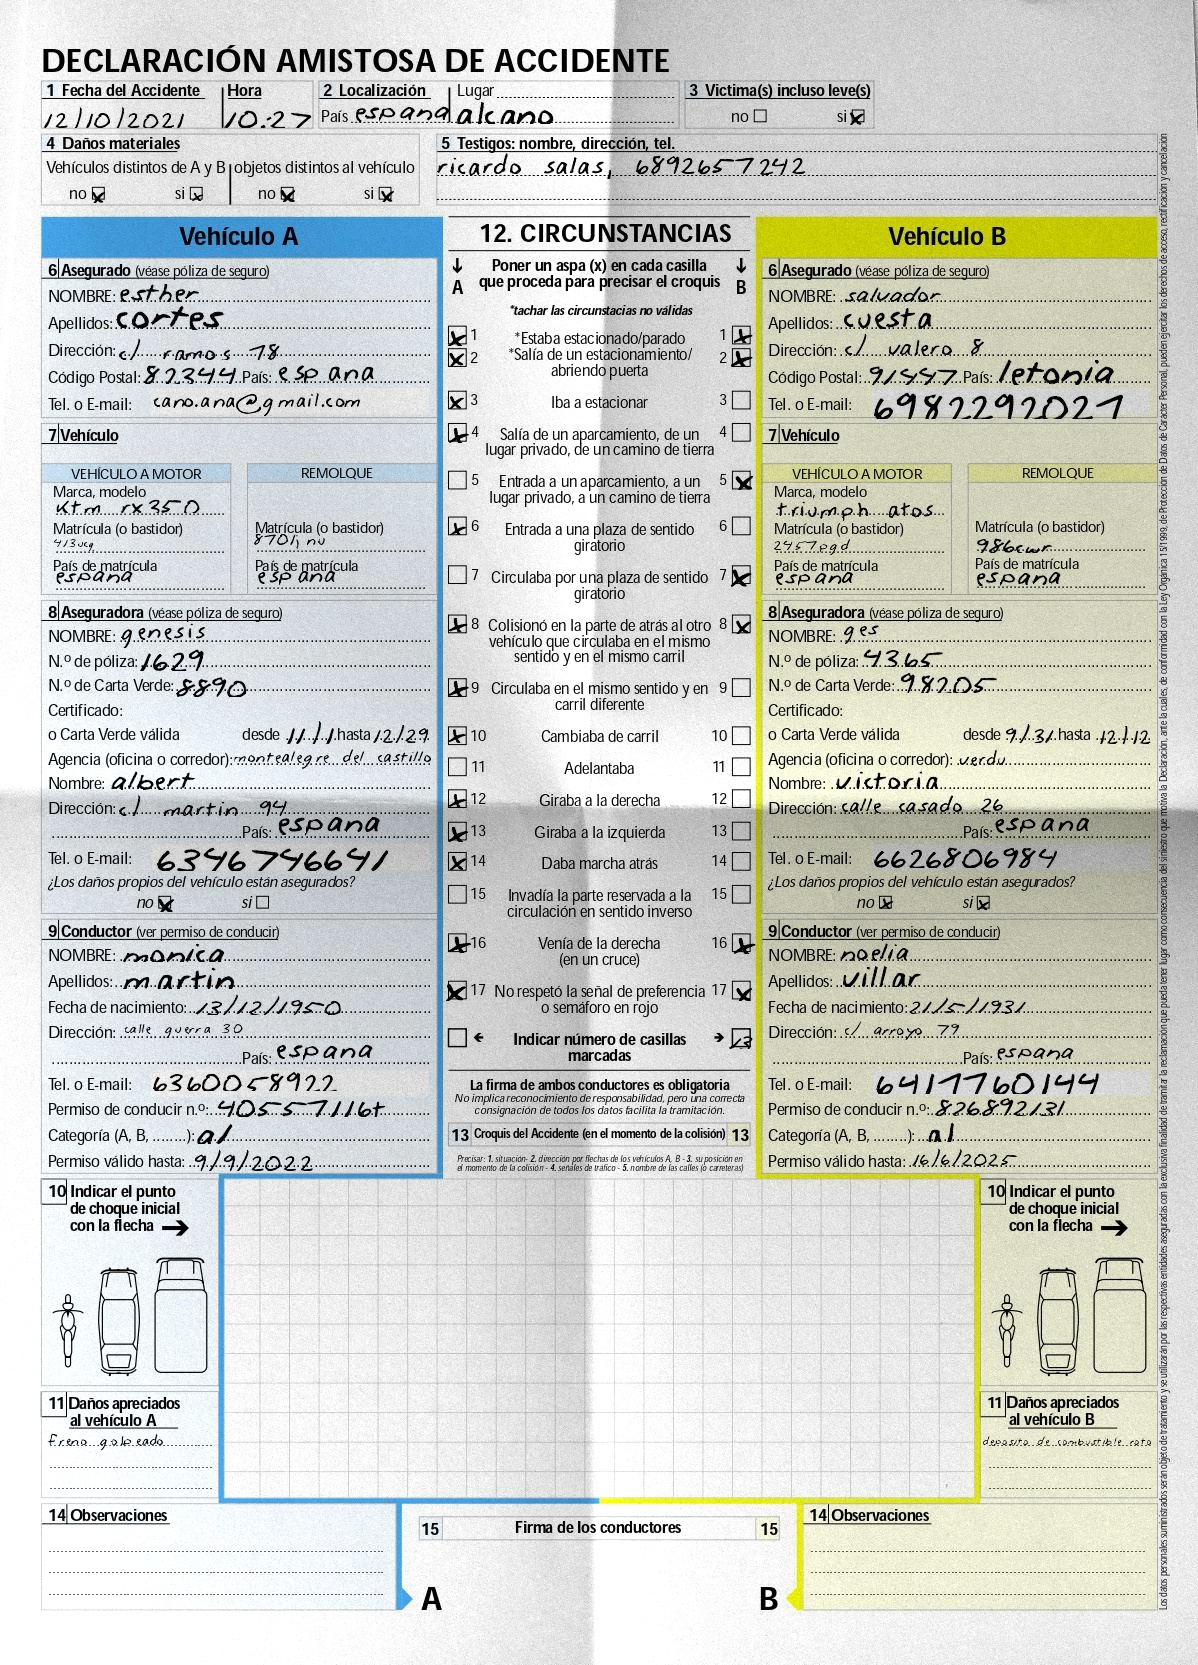 DECLARACIÓN AMISTOSA DE ACCIDENTE
1 Fecha del Accidente Hora
12/10/2021 10:27
2 Localización Lugar
País espana alcano
3 Victima(s) incluso leve(s)
no si
4 Daños materiales
Vehículos distintos de A y B objetos distintos al vehículo
no si no si
5 Testigos: nombre, dirección, tel.
ricardo salas, 6892657242
Vehículo A
6 Asegurado (véase póliza de seguro)
NOMBRE: esther
Apellidos: cortes
Dirección: c/ ramos 78
Código Postal: 82344 País: espana
Tel. o E-mail: cano.ana@gmail.com
7 Vehículo
VEHÍCULO A MOTOR REMOLQUE
Marca, modelo
ktm rx350
Matrícula (o bastidor) Matrícula (o bastidor)
413ucg
País de matrícula País de matrícula
espana espana
8 Aseguradora (véase póliza de seguro)
NOMBRE: genesis
N.º de póliza: 1629
N.º de Carta Verde: 8890
Certificado:
o Carta Verde válida desde 11/1 hasta 12/29
Agencia (oficina o corredor): montealegre del castillo
Nombre: albert
Dirección: c/ martin 94
País: espana
Tel. o E-mail: 6346746641
¿Los daños propios del vehículo están asegurados?
no si
9 Conductor (ver permiso de conducir)
NOMBRE: monica
Apellidos: martin
Fecha de nacimiento: 13/12/1950
Dirección: calle guerra 30
País: espana
Tel. o E-mail: 6360058922
Permiso de conducir n.º: 40557116t
Categoría (A, B, ........): al
Permiso válido hasta: 9/9/2022
12. CIRCUNSTANCIAS
Poner un aspa (x) en cada casilla
que proceda para precisar el croquis
A B
*tachar las circunstacias no válidas
1 *Estaba estacionado/parado 1
2 *Salía de un estacionamiento/ 2
abriendo puerta
3 Iba a estacionar 3
4 Salía de un aparcamiento, de un 4
lugar privado, de un camino de tierra
5 Entrada a un aparcamiento, a un 5
lugar privado, a un camino de tierra
6 Entrada a una plaza de sentido 6
giratorio
7 Circulaba por una plaza de sentido 7
giratorio
8 Colisionó en la parte de atrás al otro 8
vehículo que circulaba en el mismo
sentido y en el mismo carril
9 Circulaba en el mismo sentido y en 9
carril diferente
10 Cambiaba de carril 10
11 Adelantaba 11
12 Giraba a la derecha 12
13 Giraba a la izquierda 13
14 Daba marcha atrás 14
15 Invadía la parte reservada a la 15
circulación en sentido inverso
16 Venía de la derecha 16
(en un cruce)
17 No respetó la señal de preferencia 17
o semáforo en rojo
Indicar número de casillas 13
marcadas
La firma de ambos conductores es obligatoria
No implica reconocimiento de responsabilidad, pero una correcta
consignación de todos los datos facilita la tramitación.
13 Croquis del Accidente (en el momento de la colisión) 13
Precisar: 1. situación- 2. dirección por flechas de los vehículos A, B - 3. su posición en
el momento de la colisión - 4. señales de tráfico - 5. nombre de las calles (o carreteras)
Vehículo B
6 Asegurado (véase póliza de seguro)
NOMBRE: salvador
Apellidos: cuesta
Dirección: c/ valero 8
Código Postal: País: letonia
Tel. o E-mail: 6982292021
7 Vehículo
VEHÍCULO A MOTOR REMOLQUE
Marca, modelo
triumph atos
Matrícula (o bastidor) Matrícula (o bastidor)
2457pgd 986cwr
País de matrícula País de matrícula
espana espana
8 Aseguradora (véase póliza de seguro)
NOMBRE: ges
N.º de póliza: 4365
N.º de Carta Verde: 98205
Certificado:
o Carta Verde válida desde 9/31 hasta 12/12
Agencia (oficina o corredor): verdu
Nombre: victoria
Dirección: calle casado 26
País: espana
Tel. o E-mail: 6626806984
¿Los daños propios del vehículo están asegurados?
no si
9 Conductor (ver permiso de conducir)
NOMBRE: noelia
Apellidos: villar
Fecha de nacimiento: 21/5/1931
Dirección: c/ arroyo 79
País: espana
Tel. o E-mail: 6417760144
Permiso de conducir n.º: 826892131
Categoría (A, B, ........): al
Permiso válido hasta: 16/6/2025
10 Indicar el punto
de choque inicial
con la flecha
11 Daños apreciados
al vehículo A
freno golpeado
10 Indicar el punto
de choque inicial
con la flecha
11 Daños apreciados
al vehículo B
deposito de combustible roto
14 Observaciones
15 Firma de los conductores 15
A B
14 Observaciones
Los datos personales suministrados serán objeto de tratamiento y se utilizarán por las respectivas entidades aseguradas con la exclusiva finalidad de tramitar la reclamación que pueda tener lugar como consecuencia del siniestro que motiva la Declaración, ante la cuales, de conformidad con la Ley Orgánica 15/1999, de Protección de Datos de Carácter Personal, pueden ejercitar los derechos de acceso, rectificación y cancelación